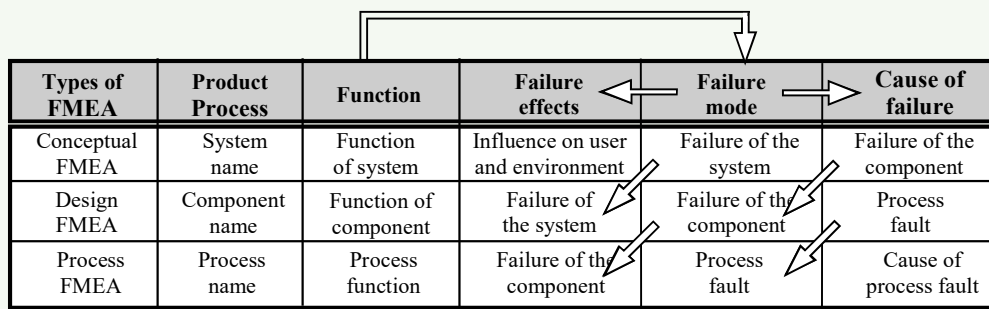 Types of
FMEA
Product
Process
Function
Failure
effects
Failure
mode
Cause of
failure
Conceptual
FMEA
System
name
Function
of system
Influence on user
and environment
Failure of the
system
Failure of the
component
Design
FMEA
Component
name
Function of
component
Failure of
the system
Failure of the
component
Process
fault
Process
FMEA
Process
name
Process
function
Failure of the
component
Process
fault
Cause of
process fault